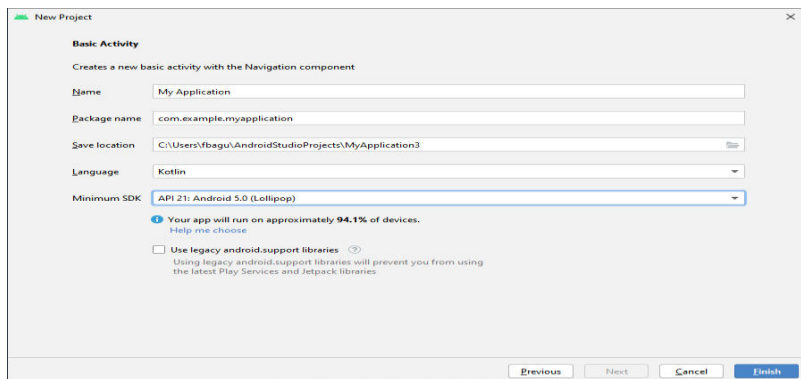 New Project
Basic Activity
Creates a new basic activity with the Navigation component
Name My Application
Package name com.example.myapplication
Save location C:\Users\fbagu\AndroidStudioProjects\MyApplication3
Language Kotlin
Minimum SDK API 21: Android 5.0 (Lollipop)
Your app will run on approximately 94.1% of devices.
Help me choose
Use legacy android.support libraries ?
Using legacy android.support libraries will prevent you from using
the latest Play Services and Jetpack libraries
Previous Next Cancel Finish